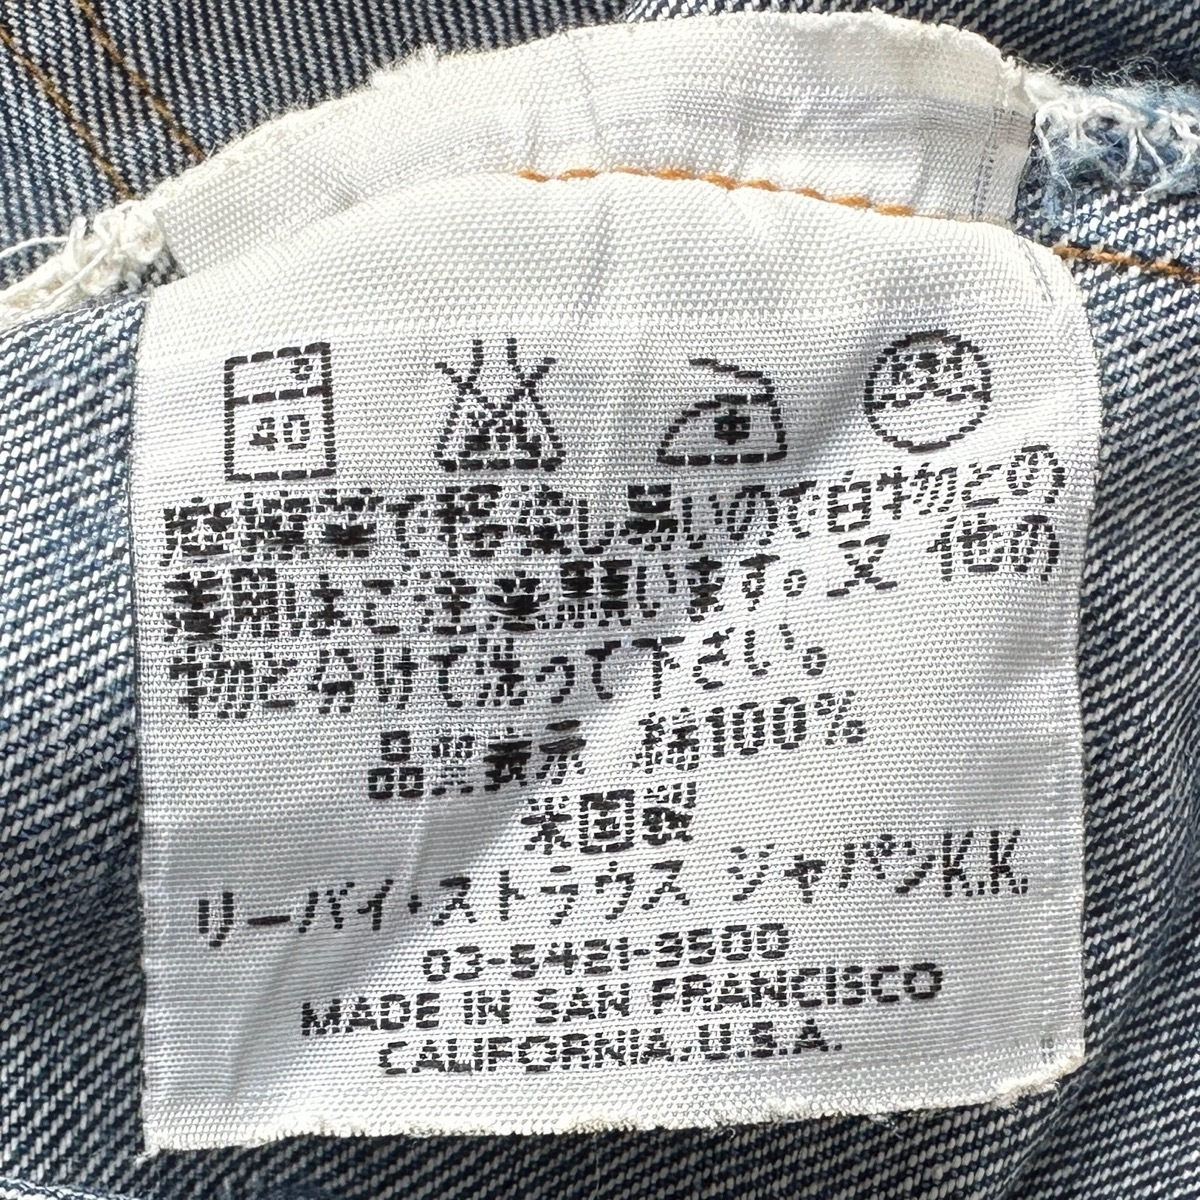 40
摩擦等で移染し易いので白物との
着用はご注意願います。又 他の
物と分けて洗って下さい。
品質表示 綿100%
米国製
リーバイ・ストラウス ジャパンK.K.
03-5421-9500
MADE IN SAN FRANCISCO
CALIFORNIA.U.S.A.